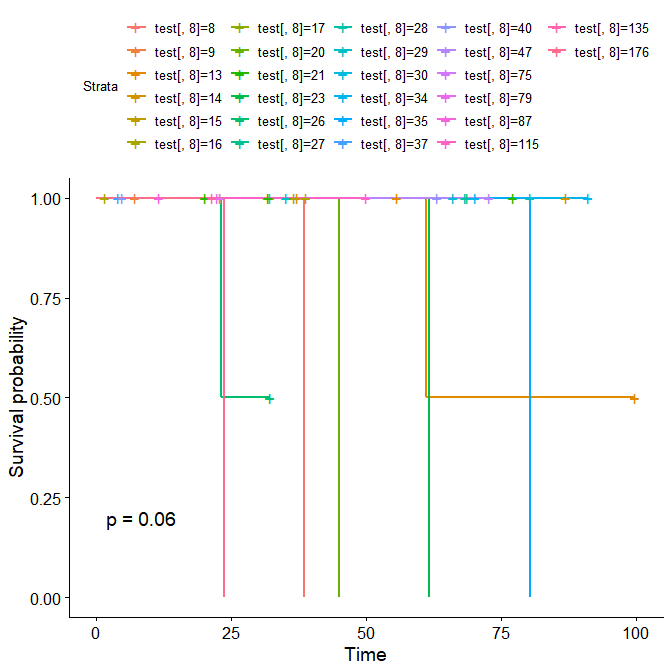 test[, 8]=8 test[, 8]=17 test[, 8]=28 test[, 8]=40 test[, 8]=135
test[, 8]=9 test[, 8]=20 test[, 8]=29 test[, 8]=47 test[, 8]=176
test[, 8]=13 test[, 8]=21 test[, 8]=30 test[, 8]=75
Strata
test[, 8]=14 test[, 8]=23 test[, 8]=34 test[, 8]=79
test[, 8]=15 test[, 8]=26 test[, 8]=35 test[, 8]=87
test[, 8]=16 test[, 8]=27 test[, 8]=37 test[, 8]=115
1.00
0.75
0.50
0.25
0.00
Survival probability
p = 0.06
0 25 50 75 100
Time